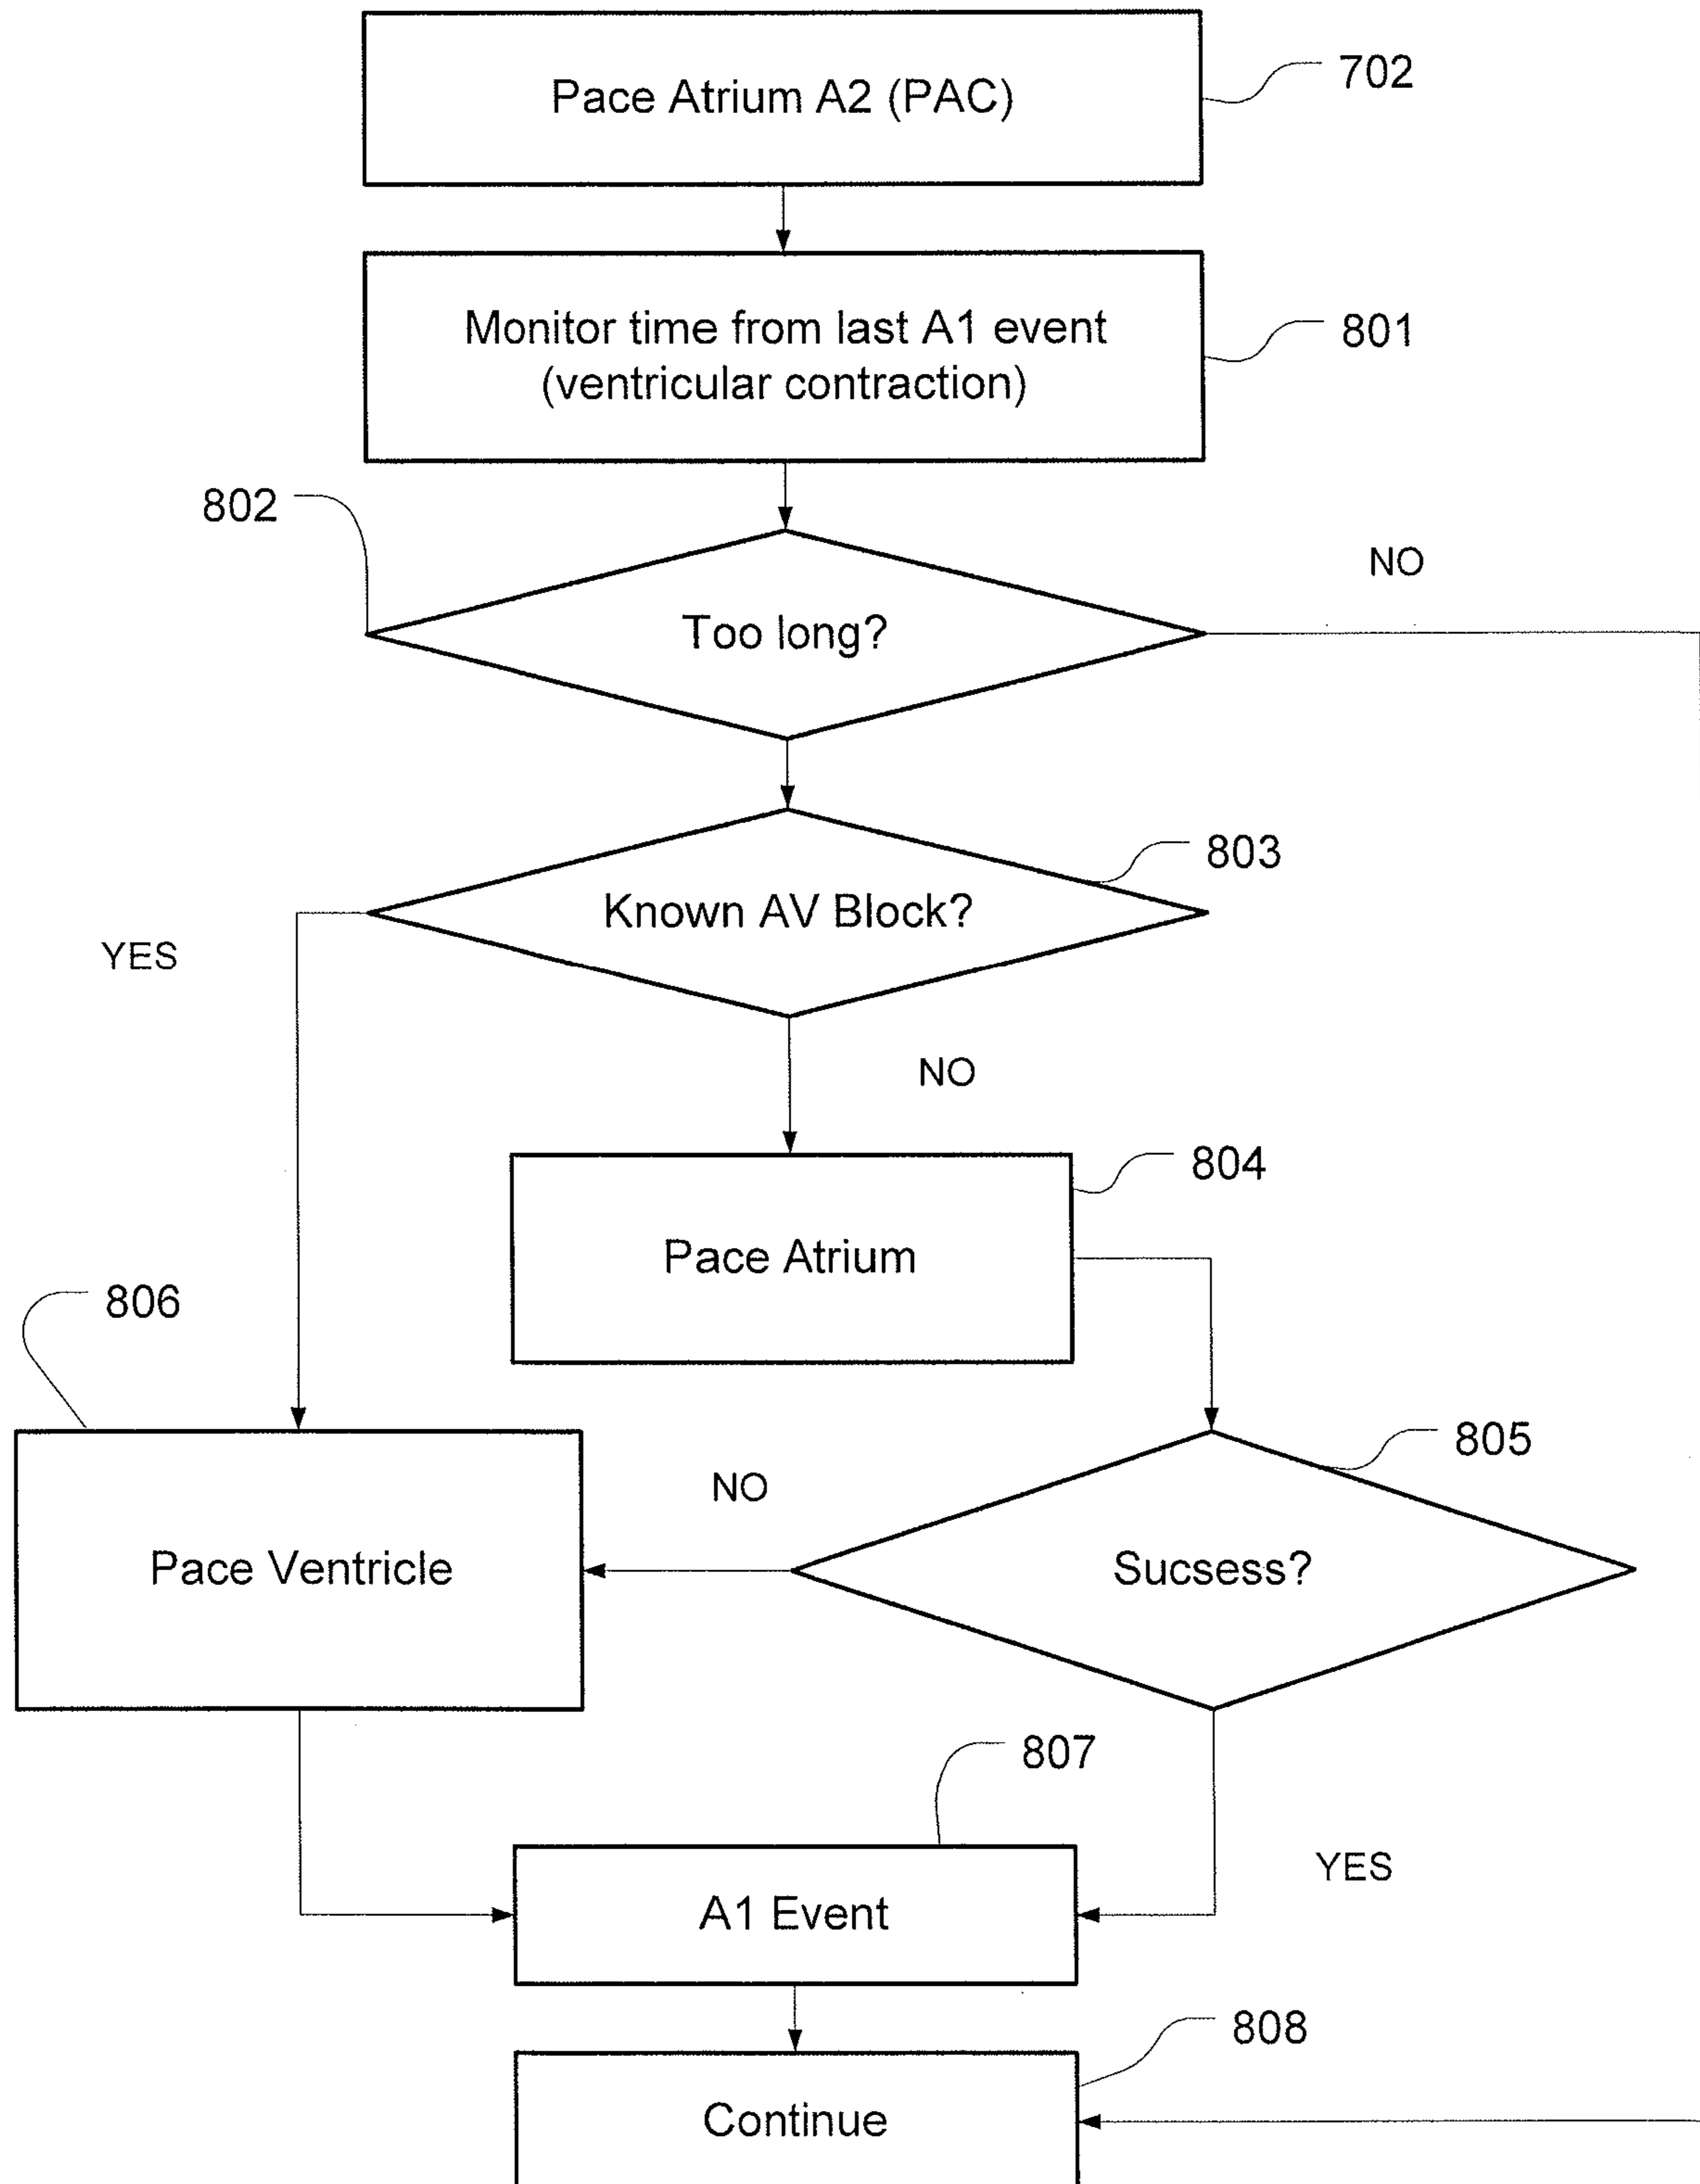 Pace Atrium A2 (PAC)
702
Monitor time from last A1 event
(ventricular contraction)
801
802
Too long?
NO
803
Known AV Block?
YES
NO
804
Pace Atrium
806
805
NO
Pace Ventricle
Sucsess?
807
YES
A1 Event
808
Continue